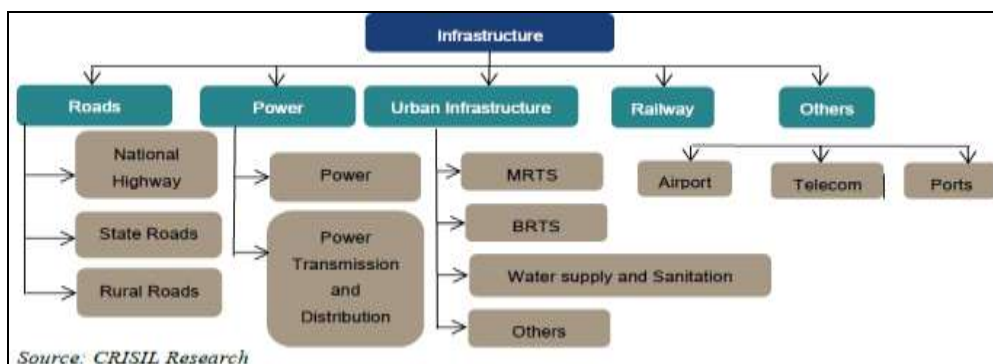 Infrastructure
Roads
Power
Urban Infrastructure
Railway
Others
National
Highway
State Roads
Rural Roads
Power
Power
Transmission
and
Distribution
MRTS
BRTS
Water supply and Sanitation
Others
Airport
Telecom
Ports
Source: CRISIL Research